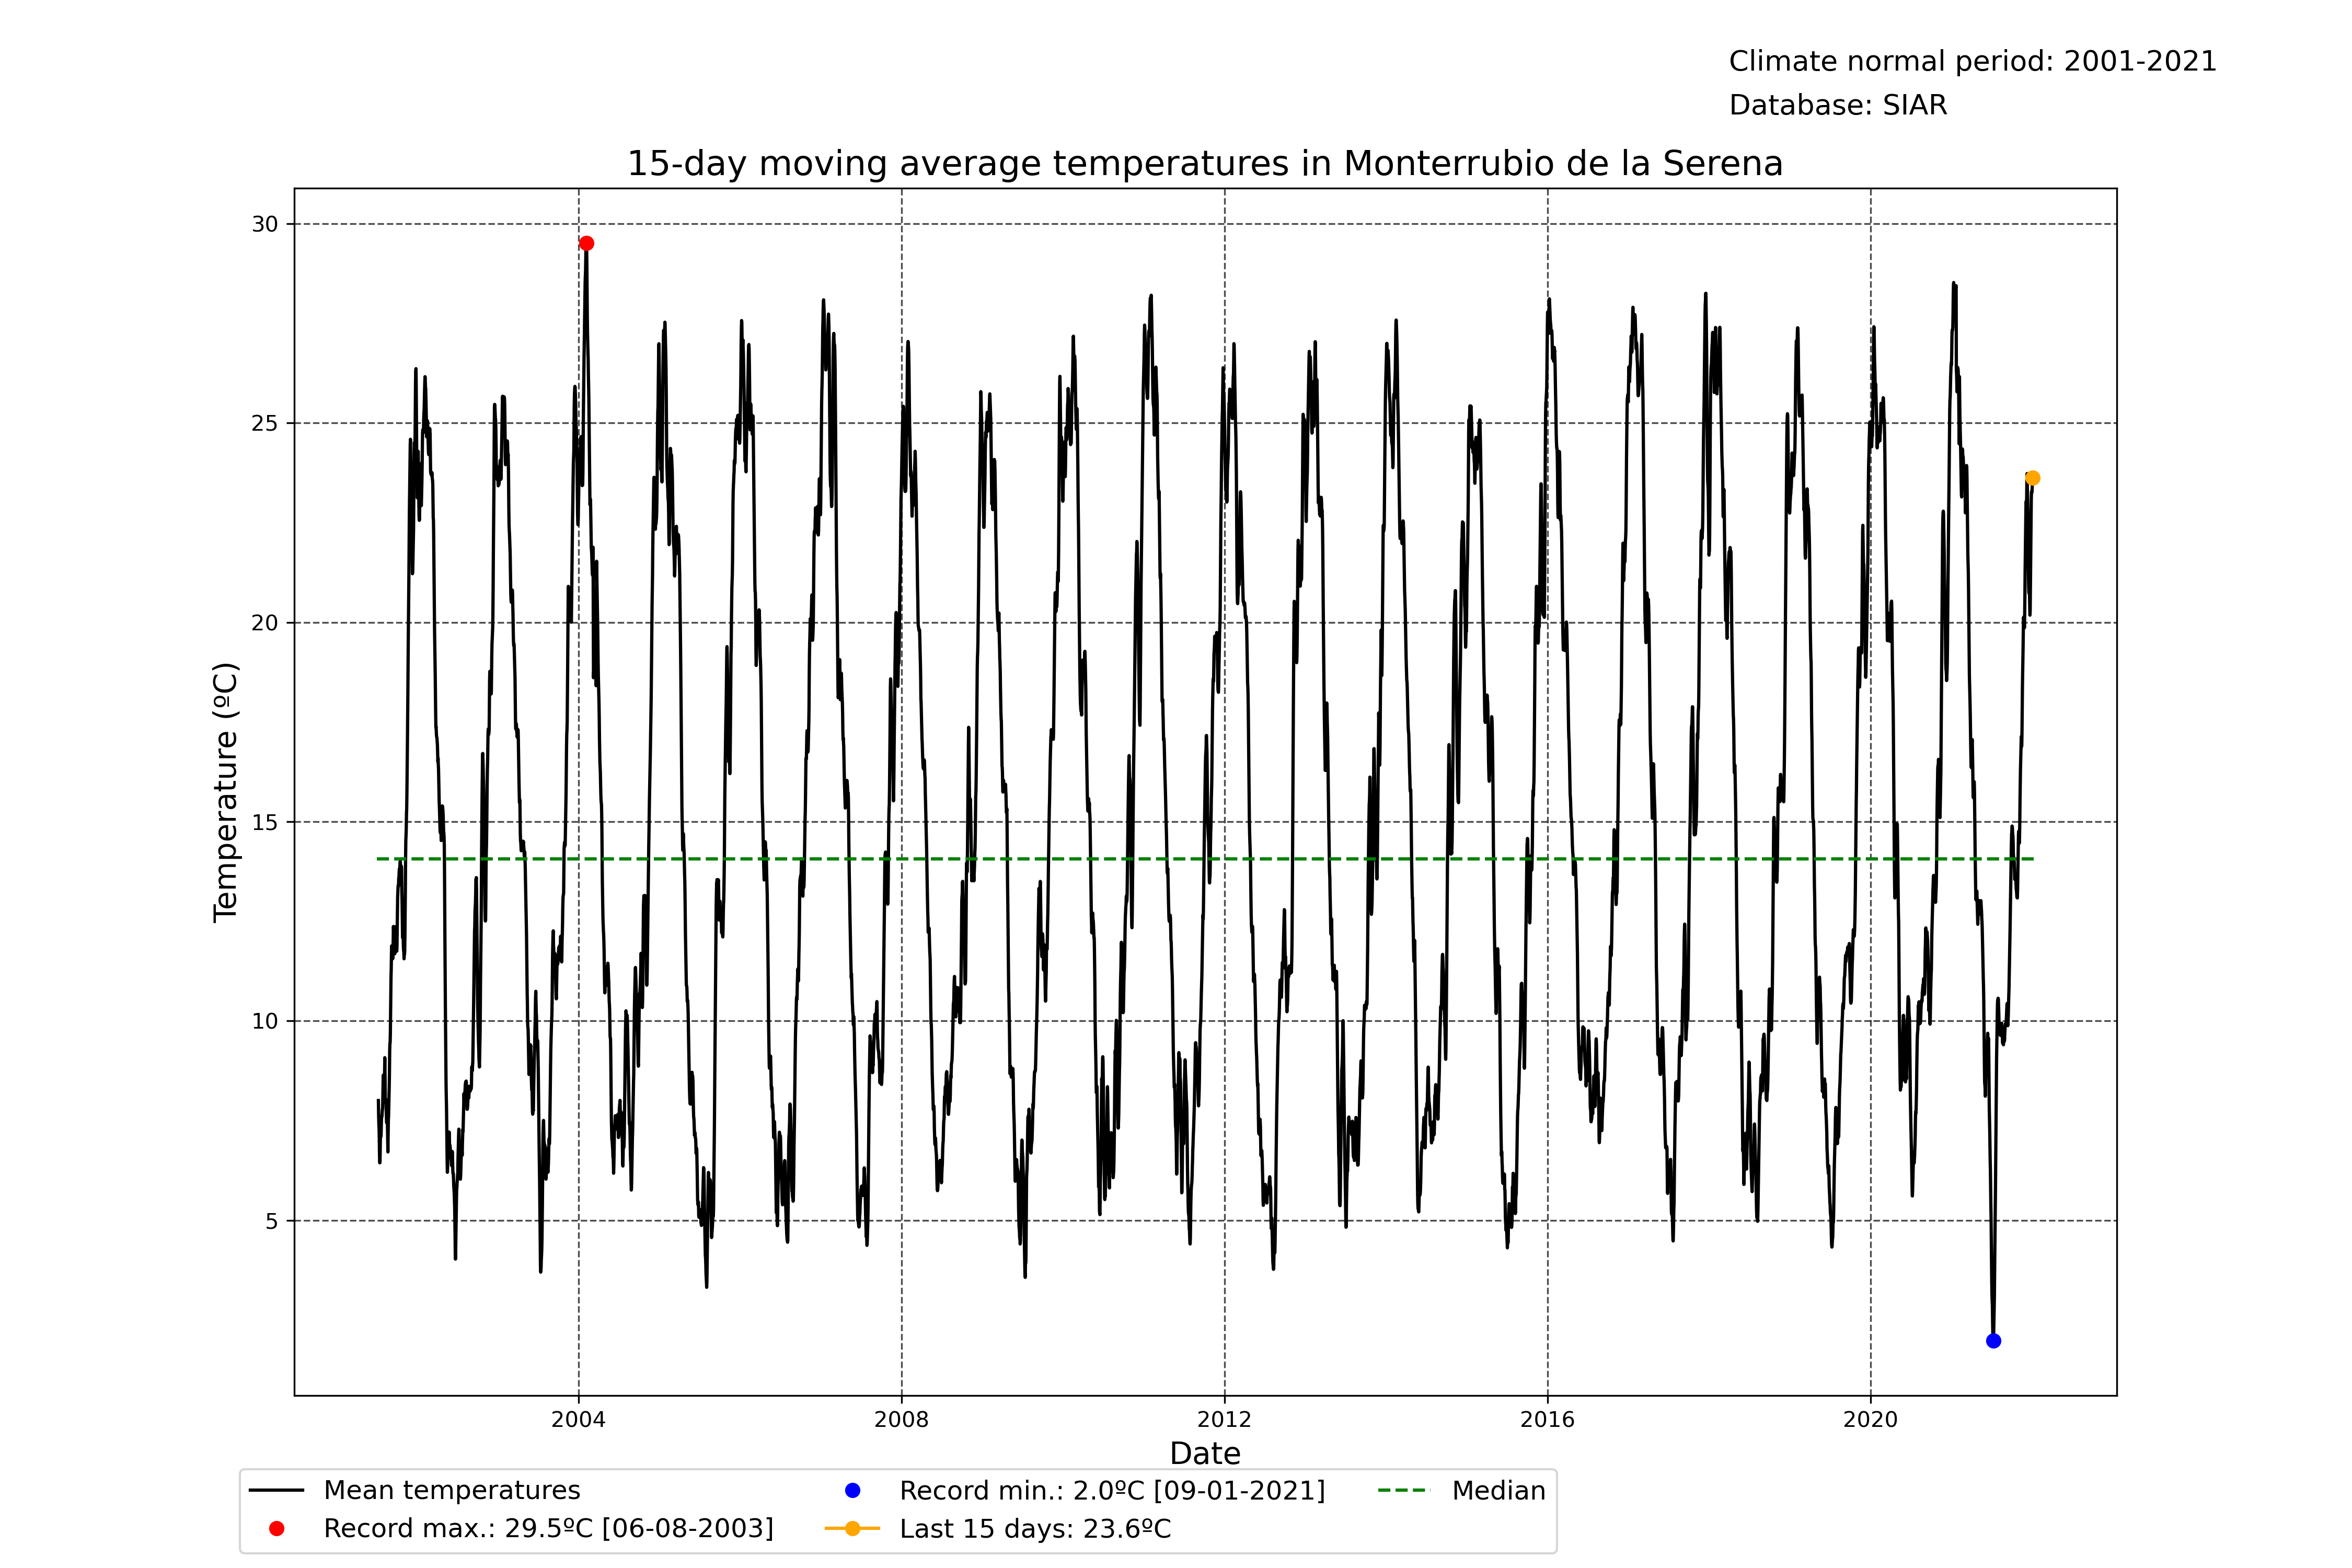 Climate normal period: 2001-2021
Database: SIAR
15-day moving average temperatures in Monterrubio de la Serena
30
25
20
15
10
5
Temperature (ºC)
2004 2008 2012 2016 2020
Date
Mean temperatures
Record max.: 29.5ºC [06-08-2003]
Record min.: 2.0ºC [09-01-2021]
Last 15 days: 23.6ºC
Median